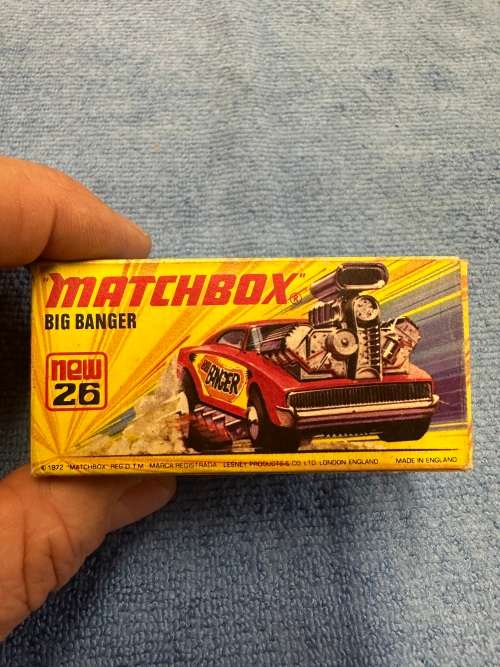 "MATCHBOX"®
BIG BANGER
new
26
BIG BANGER
© 1972 "MATCHBOX" REG'D. T.M. MARCA REGISTRADA LESNEY PRODUCTS & CO. LTD. LONDON ENGLAND MADE IN ENGLAND